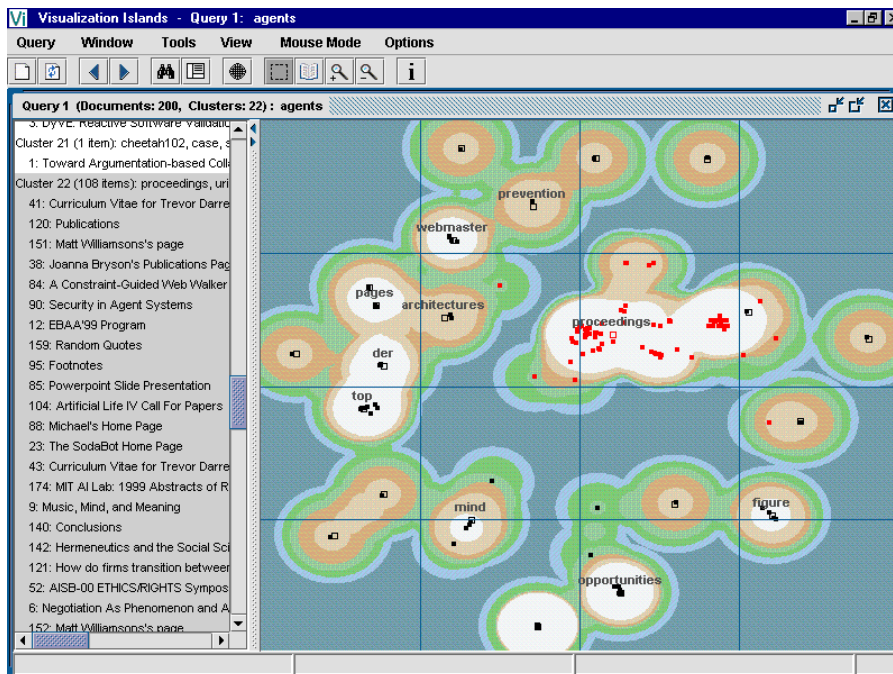 Visualization Islands - Query 1: agents
Query Window Tools View Mouse Mode Options
Query 1 (Documents: 200, Clusters: 22) : agents
3: DyVE: Reactive Software Validatio
Cluster 21 (1 item): cheetah102, case, s
1: Toward Argumentation-based Coll
Cluster 22 (108 items): proceedings, uri
41: Curriculum Vitae for Trevor Darre
120: Publications
151: Matt Williamsons's page
38: Joanna Bryson's Publications Pag
84: A Constraint-Guided Web Walker
90: Security in Agent Systems
12: EBAA'99 Program
159: Random Quotes
95: Footnotes
85: Powerpoint Slide Presentation
104: Artificial Life IV Call For Papers
88: Michael's Home Page
23: The SodaBot Home Page
43: Curriculum Vitae for Trevor Darre
174: MIT AI Lab: 1999 Abstracts of R
9: Music, Mind, and Meaning
140: Conclusions
142: Hermeneutics and the Social Sci
121: How do firms transition between
52: AISB-00 ETHICS/RIGHTS Sympos
6: Negotiation As Phenomenon and A
152: Matt Williamsons's page
prevention
webmaster
pages
architectures
proceedings
der
top
mind
figure
opportunities